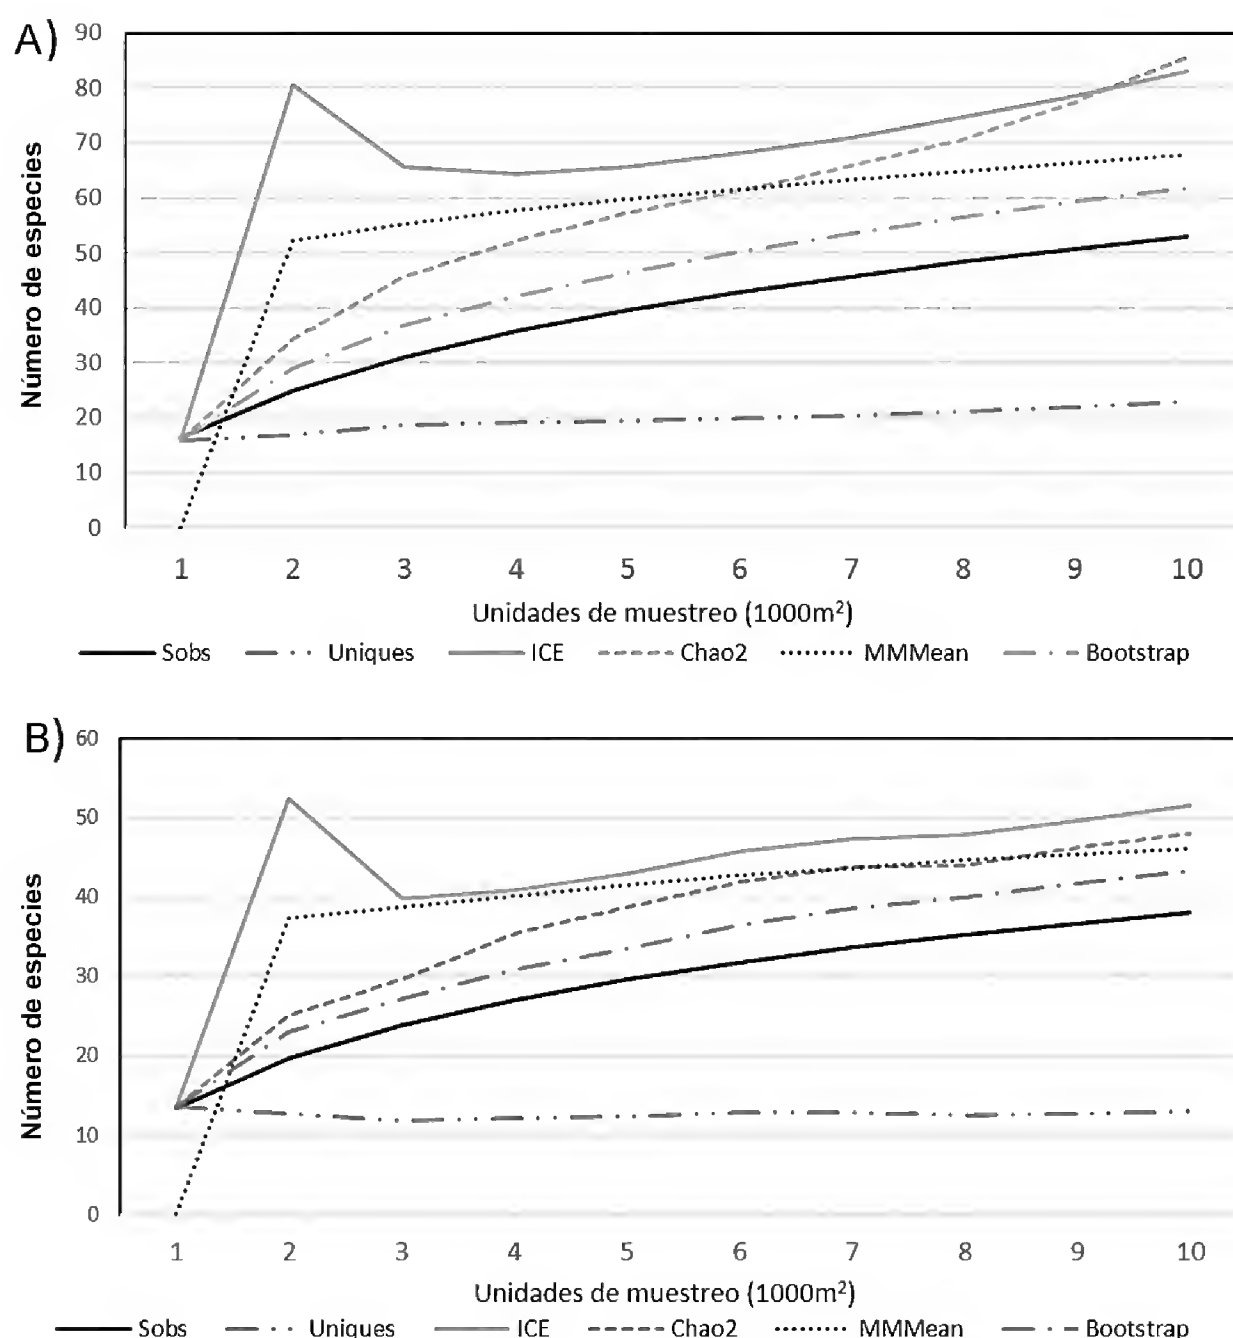 A)
Número de especies
90
80
70
60
50
40
30
20
10
0
1 2 3 4 5 6 7 8 9 10
Unidades de muestreo (1000m²)
Sobs Uniques ICE Chao2 MMMean Bootstrap
B)
Número de especies
60
50
40
30
20
10
0
1 2 3 4 5 6 7 8 9 10
Unidades de muestreo (1000m²)
Sobs Uniques ICE Chao2 MMMean Bootstrap